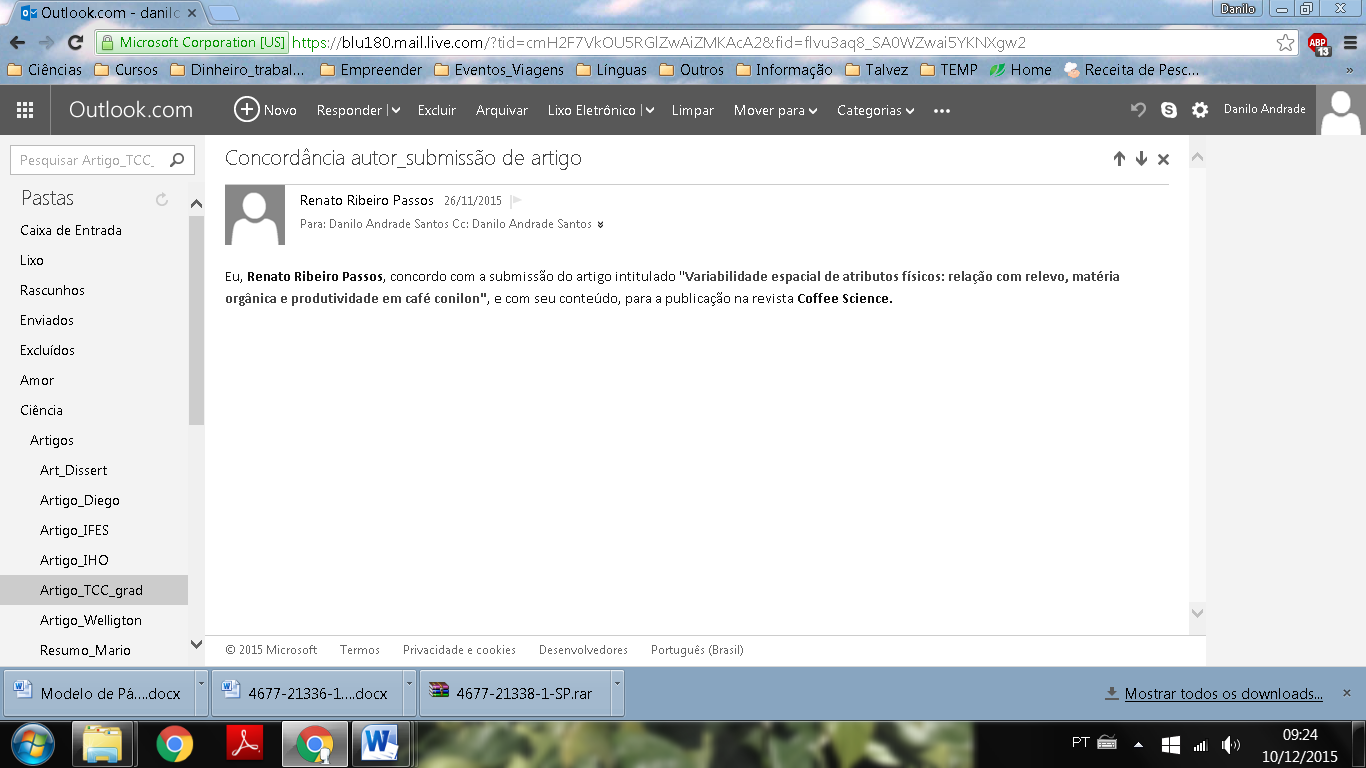 Outlook.com - danilc
Danilo
Microsoft Corporation [US] https://blu180.mail.live.com/?tid=cmH2F7VkOU5RGlZwAiZMKAcA2&fid=flvu3aq8_SA0WZwai5YKNXgw2
ABP 13
Ciências Cursos Dinheiro_trabal... Empreender Eventos_Viagens Línguas Outros Informação Talvez TEMP Home Receita de Pesc... »
Outlook.com Novo Responder Excluir Arquivar Lixo Eletrônico Limpar Mover para Categorias ••• Danilo Andrade
Pesquisar Artigo_TCC_
Concordância autor_submissão de artigo
Pastas
Renato Ribeiro Passos 26/11/2015
Para: Danilo Andrade Santos Cc: Danilo Andrade Santos
Eu, Renato Ribeiro Passos, concordo com a submissão do artigo intitulado "Variabilidade espacial de atributos físicos: relação com relevo, matéria
orgânica e produtividade em café conilon", e com seu conteúdo, para a publicação na revista Coffee Science.
Caixa de Entrada
Lixo
Rascunhos
Enviados
Excluídos
Amor
Ciência
Artigos
Art_Dissert
Artigo_Diego
Artigo_IFES
Artigo_IHO
Artigo_TCC_grad
Artigo_Welligton
Resumo_Mario
© 2015 Microsoft Termos Privacidade e cookies Desenvolvedores Português (Brasil)
Modelo de Pá....docx 4677-21336-1....docx 4677-21338-1-SP.rar Mostrar todos os downloads...
PT 09:24
10/12/2015